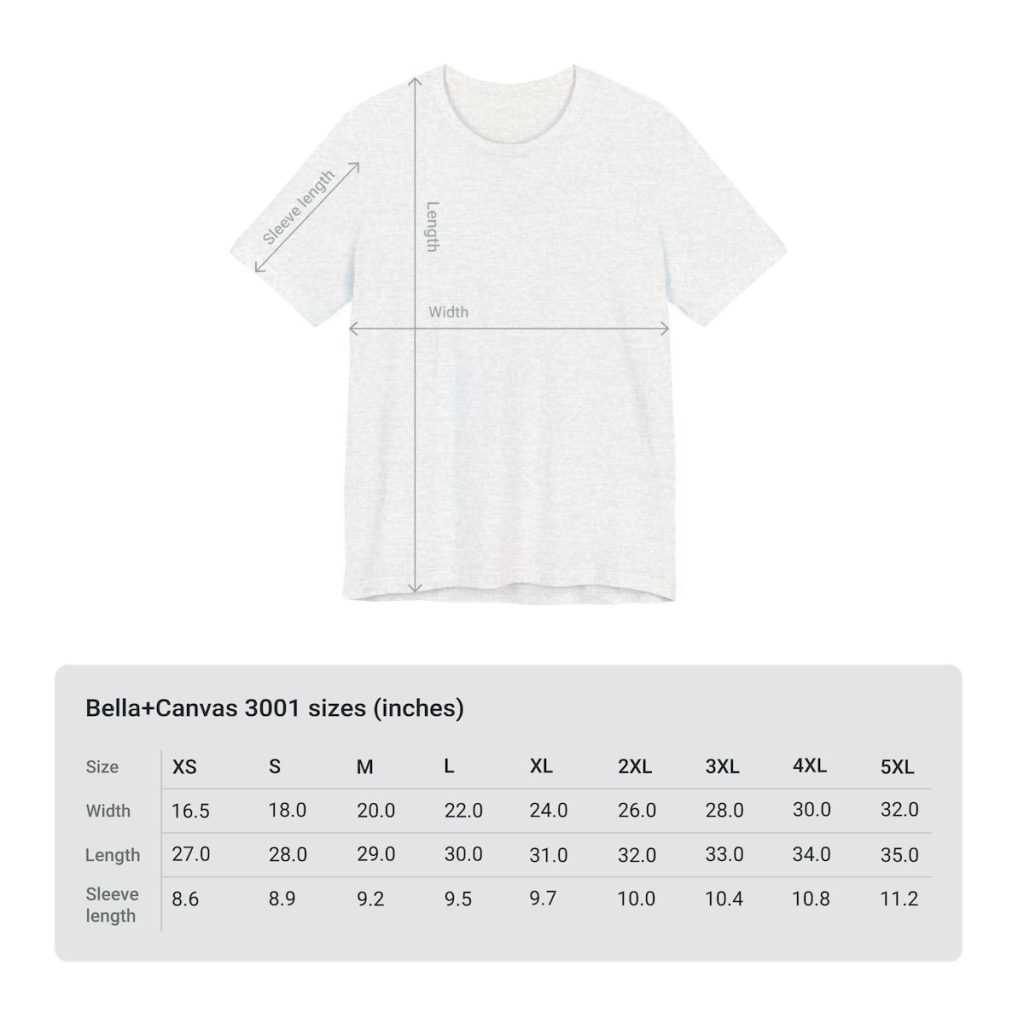 Sleeve length
Length
Width
Bella+Canvas 3001 sizes (inches)
Size XS S M L XL 2XL 3XL 4XL 5XL
Width 16.5 18.0 20.0 22.0 24.0 26.0 28.0 30.0 32.0
Length 27.0 28.0 29.0 30.0 31.0 32.0 33.0 34.0 35.0
Sleeve
length 8.6 8.9 9.2 9.5 9.7 10.0 10.4 10.8 11.2